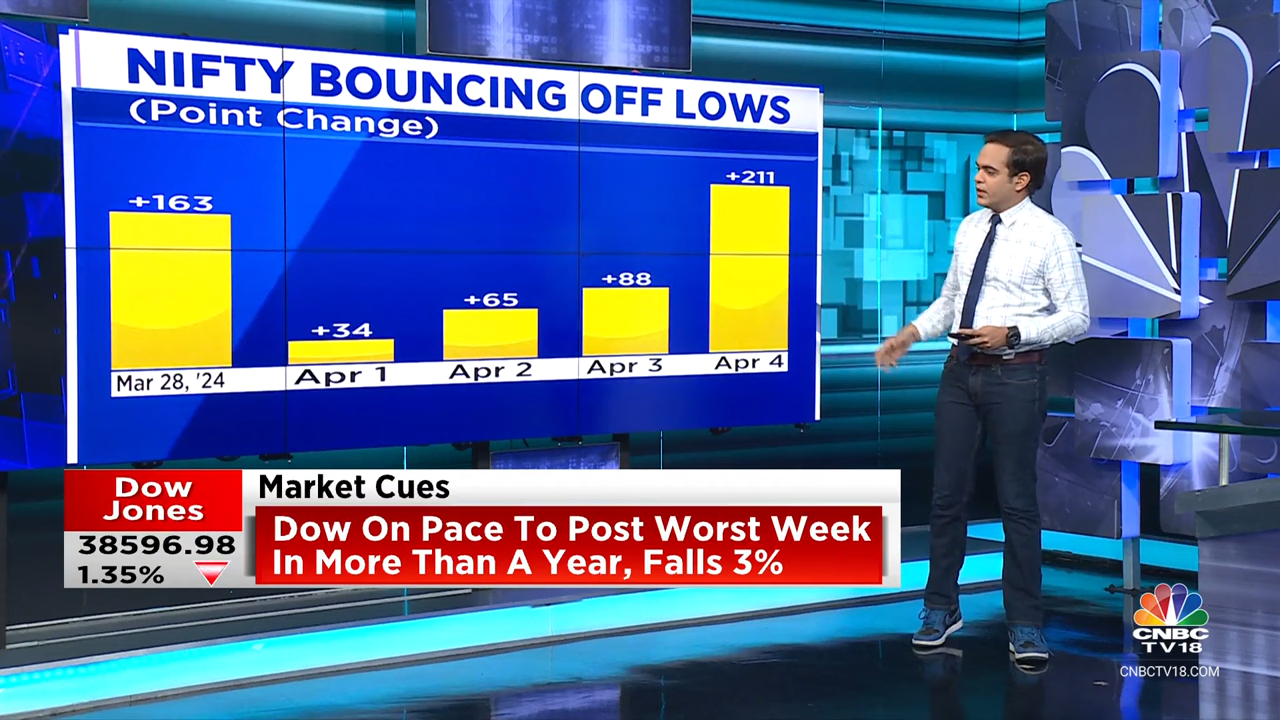 NIFTY BOUNCING OFF LOWS
(Point Change)
+163
+34
+65
+88
+211
Mar 28, '24
Apr 1
Apr 2
Apr 3
Apr 4
Dow
Jones
38596.98
1.35%
Market Cues
Dow On Pace To Post Worst Week
In More Than A Year, Falls 3%
CNBC
TV18
CNBCTV18.COM